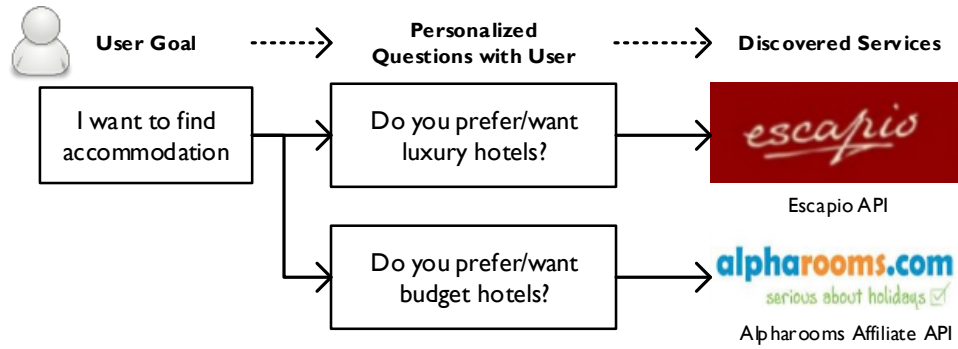 User Goal
Personalized
Questions with User
Discovered Services
I want to find
accommodation
Do you prefer/want
luxury hotels?
escapio
Escapio API
Do you prefer/want
budget hotels?
alpharooms.com
serious about holidays
Alpharooms Affiliate API